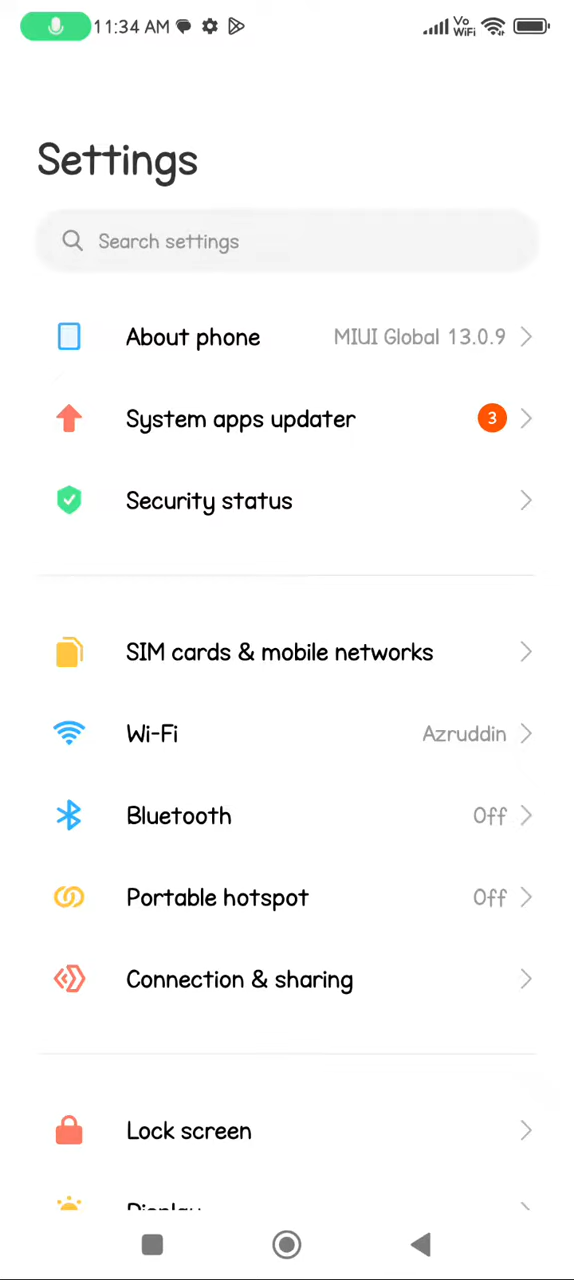 11:34 AM
Vo
WiFi
Settings
Search settings
About phone MIUI Global 13.0.9
System apps updater 3
Security status
SIM cards & mobile networks
Wi-Fi Azruddin
Bluetooth Off
Portable hotspot Off
Connection & sharing
Lock screen
Display